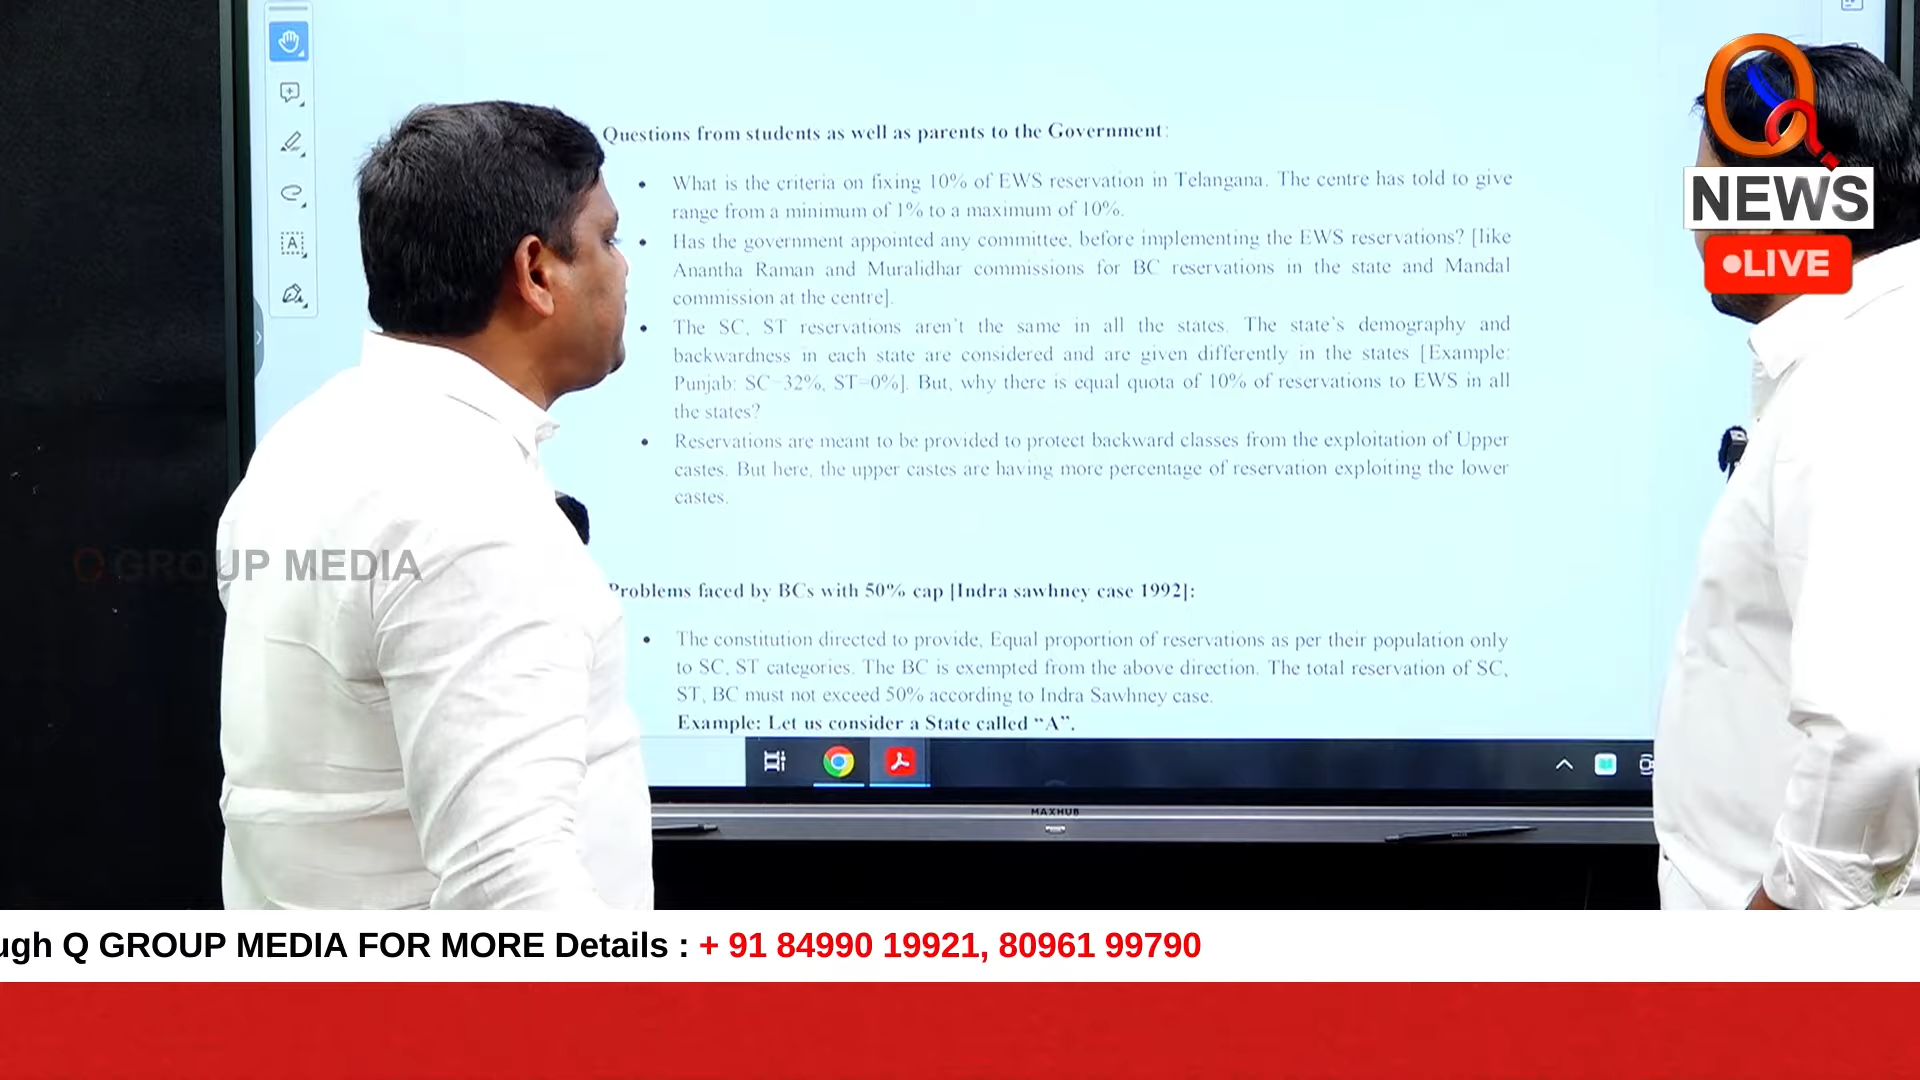 Questions from students as well as parents to the Government:
• What is the criteria on fixing 10% of EWS reservation in Telangana. The centre has told to give
range from a minimum of 1% to a maximum of 10%.
• Has the government appointed any committee, before implementing the EWS reservations? [like
Anantha Raman and Muralidhar commissions for BC reservations in the state and Mandal
commission at the centre].
• The SC, ST reservations aren't the same in all the states. The state's demography and
backwardness in each state are considered and are given differently in the states [Example:
Punjab: SC=32%, ST=0%]. But, why there is equal quota of 10% of reservations to EWS in all
the states?
• Reservations are meant to be provided to protect backward classes from the exploitation of Upper
castes. But here, the upper castes are having more percentage of reservation exploiting the lower
castes.
Problems faced by BCs with 50% cap [Indra sawhney case 1992]:
• The constitution directed to provide, Equal proportion of reservations as per their population only
to SC, ST categories. The BC is exempted from the above direction. The total reservation of SC,
ST, BC must not exceed 50% according to Indra Sawhney case.
Example: Let us consider a State called “A”.
MAXHUB
Q
NEWS
LIVE
Q GROUP MEDIA
ugh Q GROUP MEDIA FOR MORE Details : + 91 84990 19921, 80961 99790